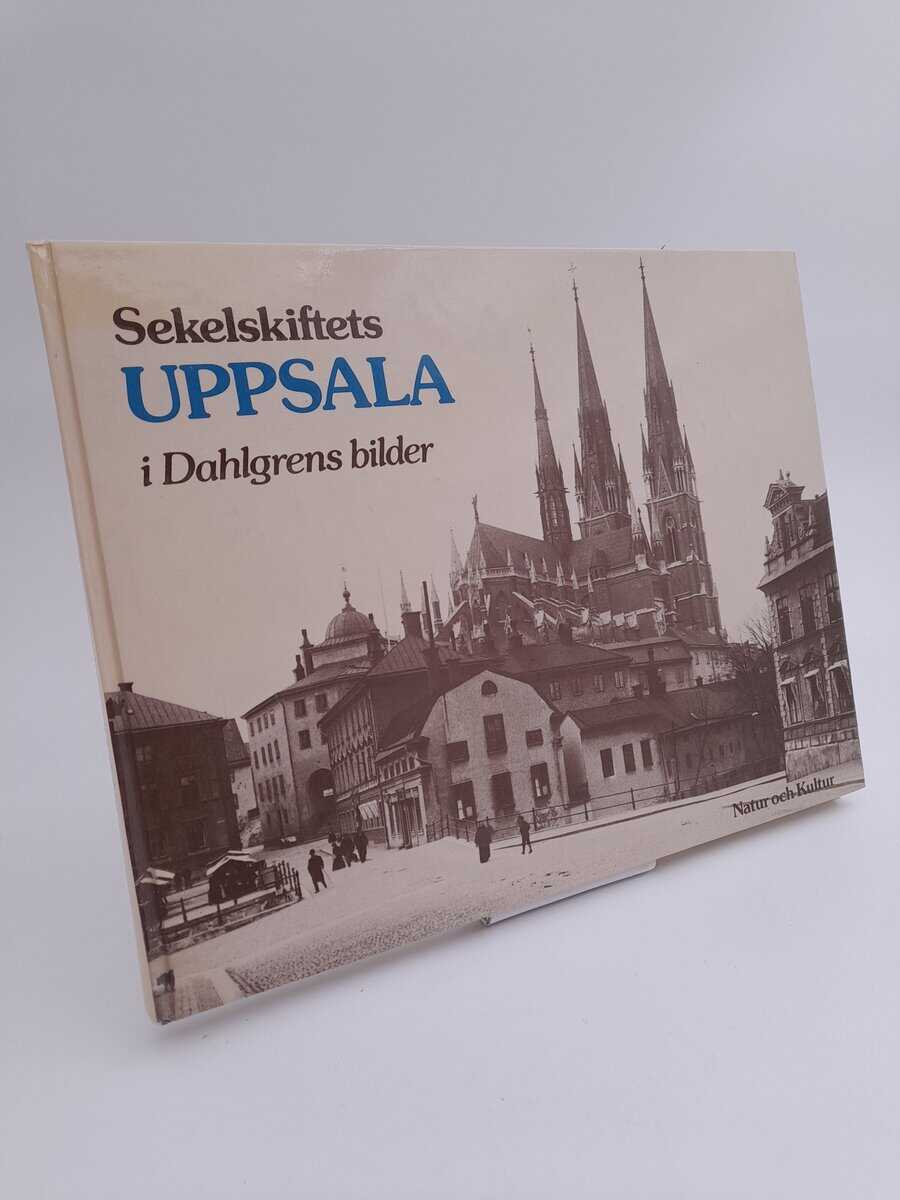 Sekelskiftets
UPPSALA
i Dahlgrens bilder
Natur och Kultur